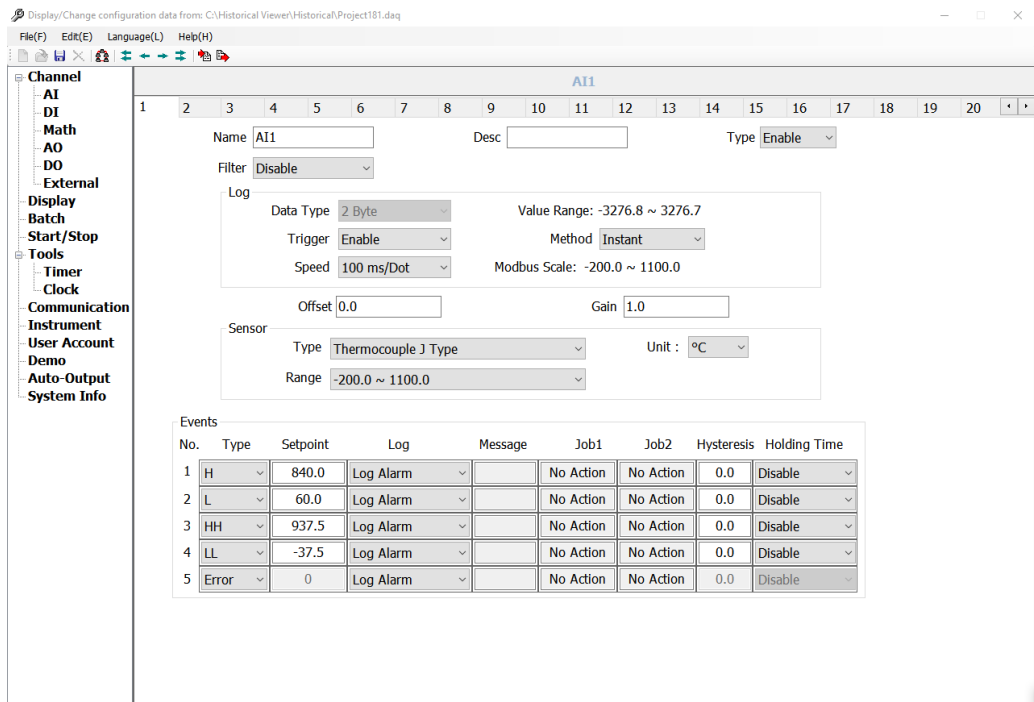 Display/Change configuration data from: C:\Historical Viewer\Historical\Project181.daq
File(F) Edit(E) Language(L) Help(H)
Channel
AI
DI
Math
AO
DO
External
Display
Batch
Start/Stop
Tools
Timer
Clock
Communication
Instrument
User Account
Demo
Auto-Output
System Info
AI1
1 2 3 4 5 6 7 8 9 10 11 12 13 14 15 16 17 18 19 20
Name AI1 Desc Type Enable
Filter Disable
Log
Data Type 2 Byte Value Range: -3276.8 ~ 3276.7
Trigger Enable Method Instant
Speed 100 ms/Dot Modbus Scale: -200.0 ~ 1100.0
Offset 0.0 Gain 1.0
Sensor
Type Thermocouple J Type Unit : ºC
Range -200.0 ~ 1100.0
Events
No. Type Setpoint Log Message Job1 Job2 Hysteresis Holding Time
1 H 840.0 Log Alarm No Action No Action 0.0 Disable
2 L 60.0 Log Alarm No Action No Action 0.0 Disable
3 HH 937.5 Log Alarm No Action No Action 0.0 Disable
4 LL -37.5 Log Alarm No Action No Action 0.0 Disable
5 Error 0 Log Alarm No Action No Action 0.0 Disable